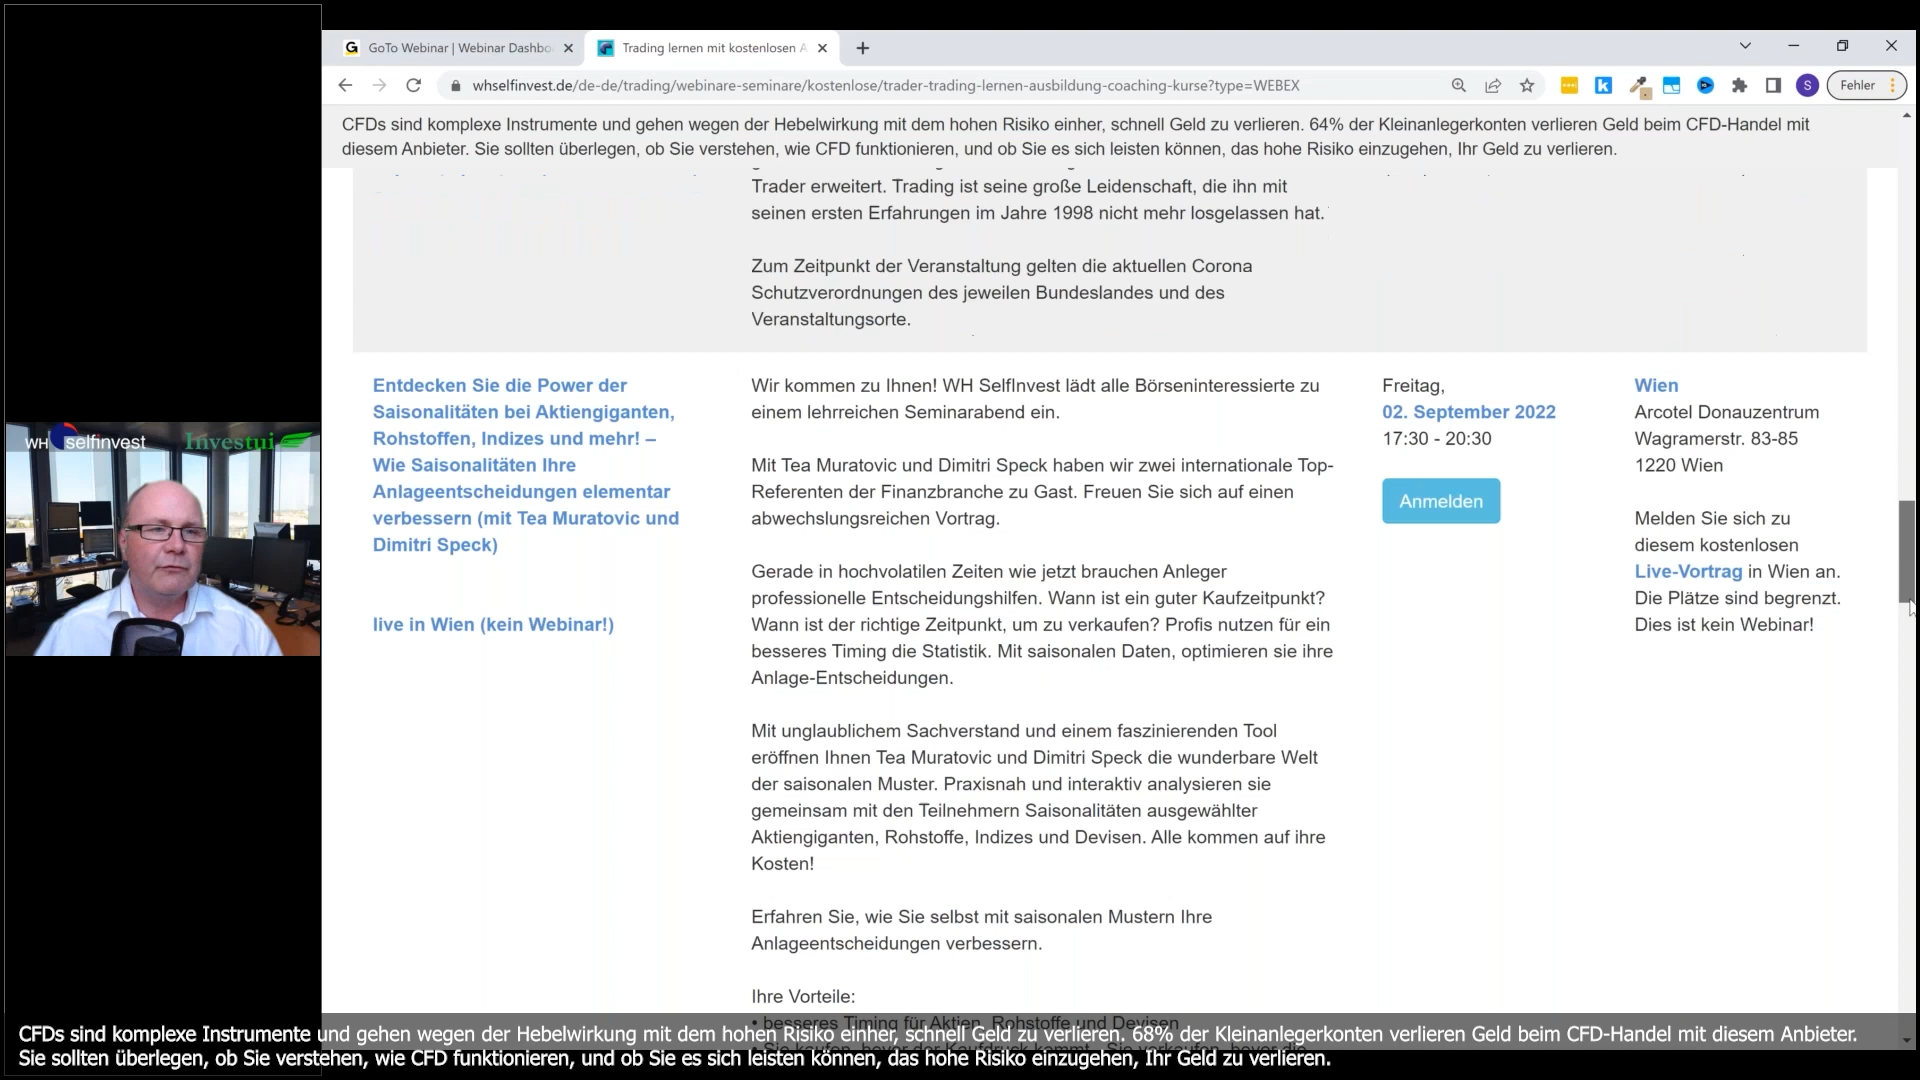 GoTo Webinar | Webinar Dashbo
Trading lernen mit kostenlosen A
whselfinvest.de/de-de/trading/webinare-seminare/kostenlose/trader-trading-lernen-ausbildung-coaching-kurse?type=WEBEX
S
Fehler
CFDs sind komplexe Instrumente und gehen wegen der Hebelwirkung mit dem hohen Risiko einher, schnell Geld zu verlieren. 64% der Kleinanlegerkonten verlieren Geld beim CFD-Handel mit
diesem Anbieter. Sie sollten überlegen, ob Sie verstehen, wie CFD funktionieren, und ob Sie es sich leisten können, das hohe Risiko einzugehen, Ihr Geld zu verlieren.
Trader erweitert. Trading ist seine große Leidenschaft, die ihn mit
seinen ersten Erfahrungen im Jahre 1998 nicht mehr losgelassen hat.
Zum Zeitpunkt der Veranstaltung gelten die aktuellen Corona
Schutzverordnungen des jeweilen Bundeslandes und des
Veranstaltungsorte.
Entdecken Sie die Power der
Saisonalitäten bei Aktiengiganten,
Rohstoffen, Indizes und mehr! –
Wie Saisonalitäten Ihre
Anlageentscheidungen elementar
verbessern (mit Tea Muratovic und
Dimitri Speck)
live in Wien (kein Webinar!)
Wir kommen zu Ihnen! WH SelfInvest lädt alle Börseninteressierte zu
einem lehrreichen Seminarabend ein.
Mit Tea Muratovic und Dimitri Speck haben wir zwei internationale Top-
Referenten der Finanzbranche zu Gast. Freuen Sie sich auf einen
abwechslungsreichen Vortrag.
Gerade in hochvolatilen Zeiten wie jetzt brauchen Anleger
professionelle Entscheidungshilfen. Wann ist ein guter Kaufzeitpunkt?
Wann ist der richtige Zeitpunkt, um zu verkaufen? Profis nutzen für ein
besseres Timing die Statistik. Mit saisonalen Daten, optimieren sie ihre
Anlage-Entscheidungen.
Mit unglaublichem Sachverstand und einem faszinierenden Tool
eröffnen Ihnen Tea Muratovic und Dimitri Speck die wunderbare Welt
der saisonalen Muster. Praxisnah und interaktiv analysieren sie
gemeinsam mit den Teilnehmern Saisonalitäten ausgewählter
Aktiengiganten, Rohstoffe, Indizes und Devisen. Alle kommen auf ihre
Kosten!
Erfahren Sie, wie Sie selbst mit saisonalen Mustern Ihre
Anlageentscheidungen verbessern.
Ihre Vorteile:
• besseres Timing für Aktien, Rohstoffe und Devisen
Freitag,
02. September 2022
17:30 - 20:30
Anmelden
Wien
Arcotel Donauzentrum
Wagramerstr. 83-85
1220 Wien
Melden Sie sich zu
diesem kostenlosen
Live-Vortrag in Wien an.
Die Plätze sind begrenzt.
Dies ist kein Webinar!
WH selfinvest
Investui
CFDs sind komplexe Instrumente und gehen wegen der Hebelwirkung mit dem hohen Risiko einher, schnell Geld zu verlieren. 68% der Kleinanlegerkonten verlieren Geld beim CFD-Handel mit diesem Anbieter.
Sie sollten überlegen, ob Sie verstehen, wie CFD funktionieren, und ob Sie es sich leisten können, das hohe Risiko einzugehen, Ihr Geld zu verlieren.